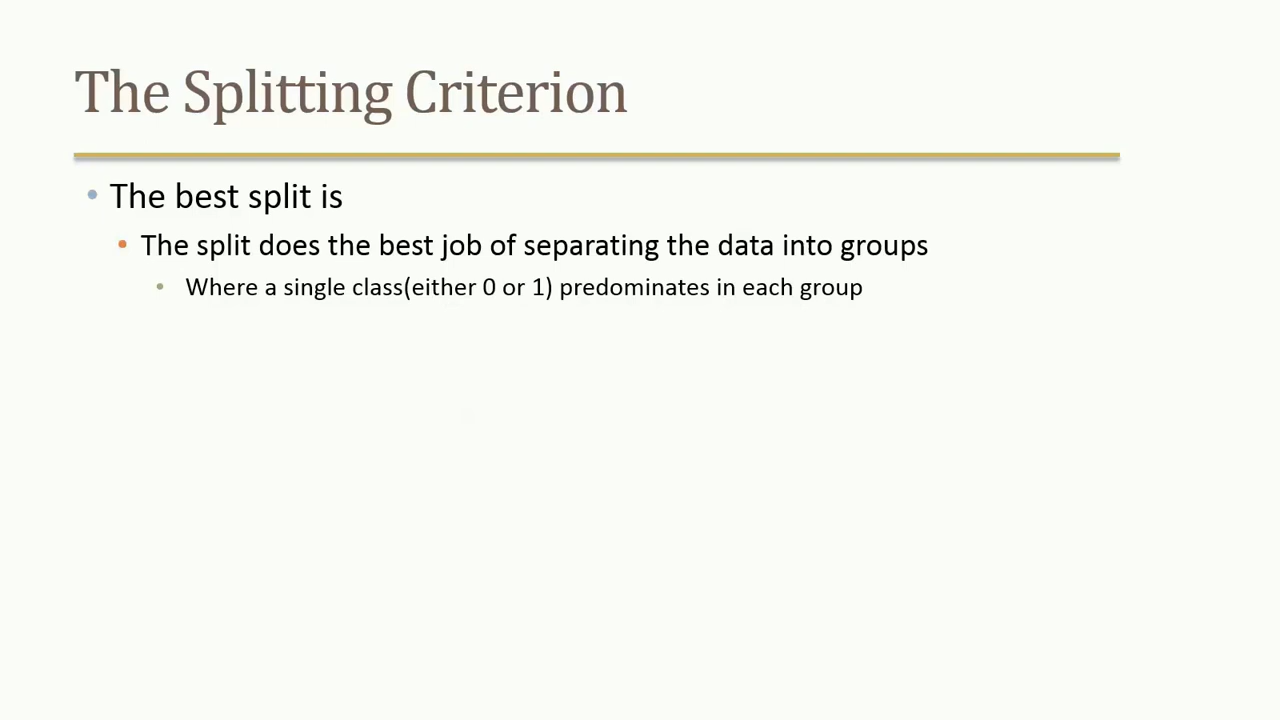 The Splitting Criterion
• The best split is
• The split does the best job of separating the data into groups
• Where a single class(either 0 or 1) predominates in each group